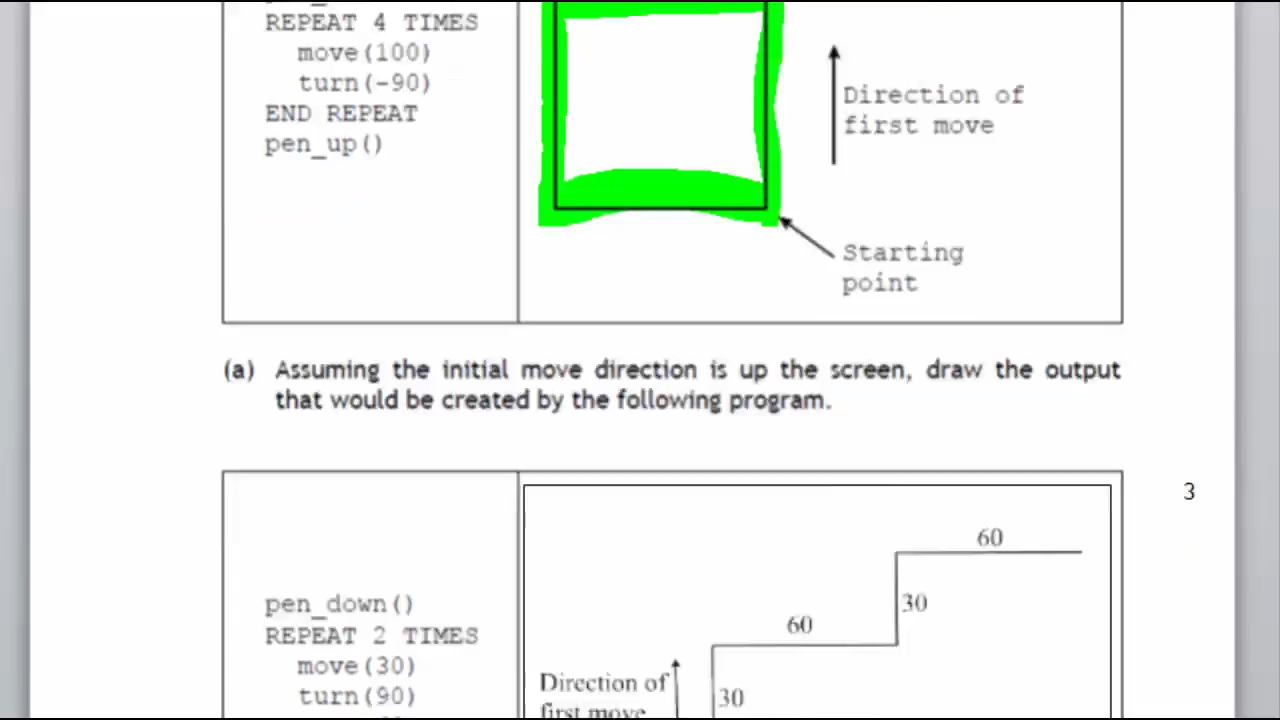 REPEAT 4 TIMES
move(100)
turn(-90)
END REPEAT
pen_up()
Direction of
first move
Starting
point
(a) Assuming the initial move direction is up the screen, draw the output
that would be created by the following program.
3
60
30
60
30
Direction of
first move
pen_down()
REPEAT 2 TIMES
move(30)
turn(90)